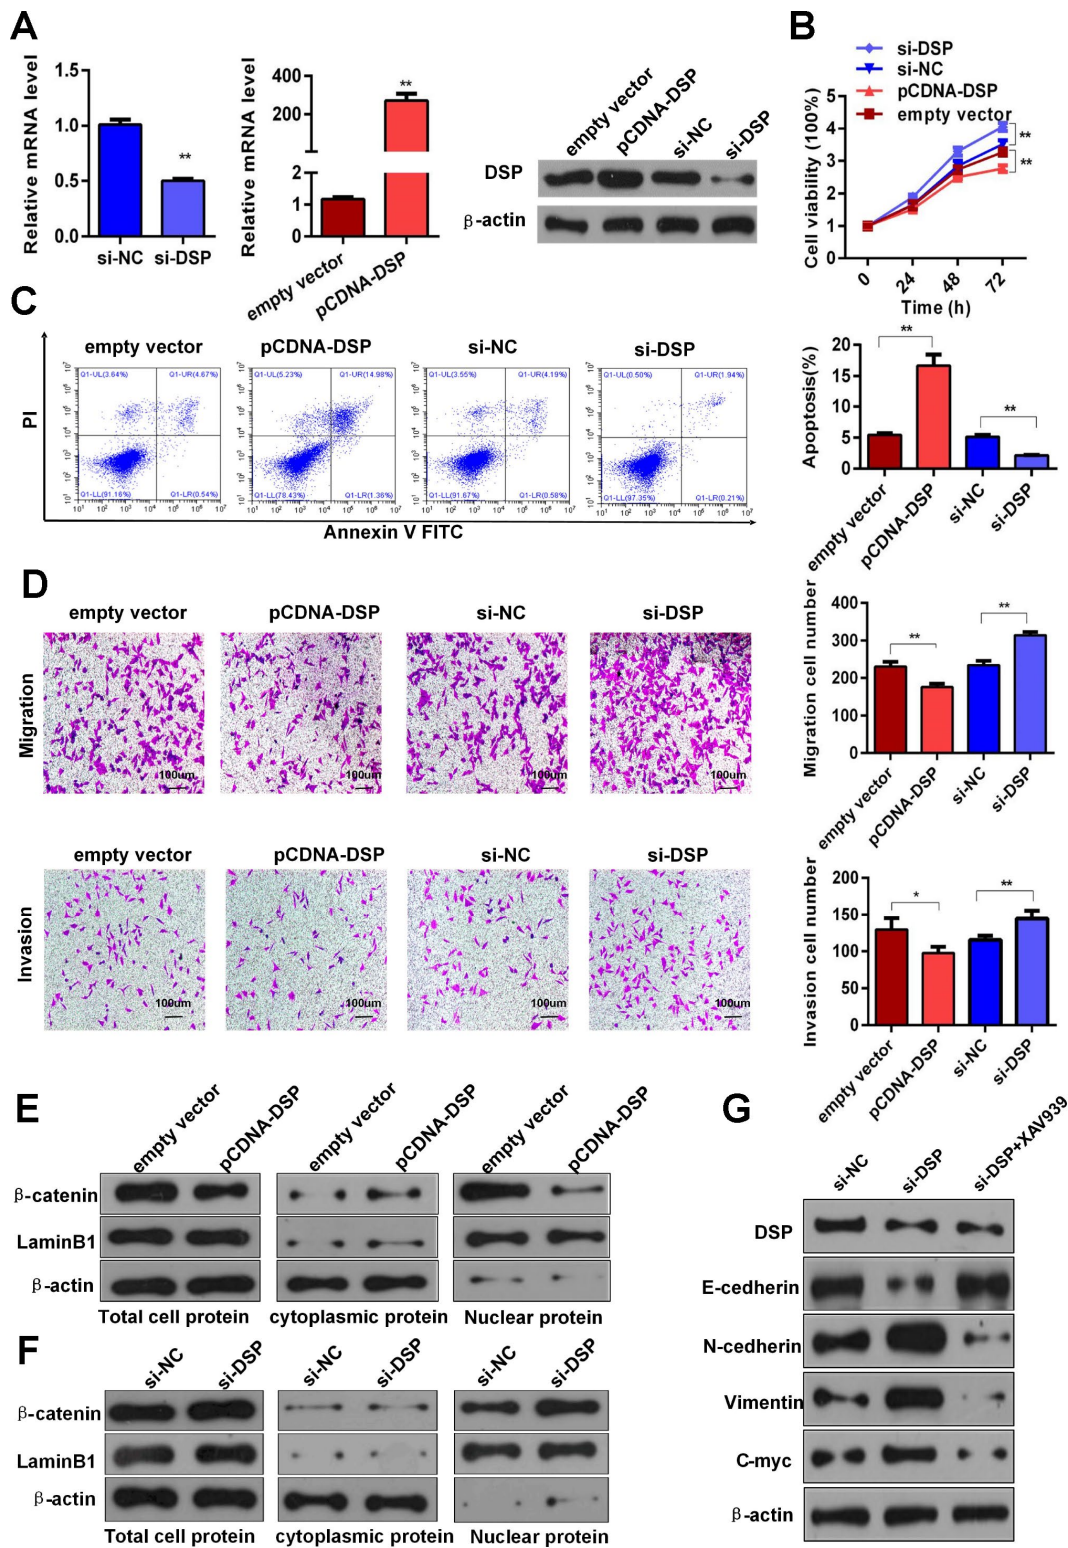 A
B
si-DSP
si-NC
pCDNA-DSP
empty vector
Relative mRNA level
1.5
1.0
0.5
0.0
**
si-NC si-DSP
Relative mRNA level
400
200
2
1
0
**
empty vector
pCDNA-DSP
empty vector
pCDNA-DSP
si-NC
si-DSP
DSP
β-actin
Cell viability (100%)
5
4
3
2
1
0
**
**
0 24 48 72
Time (h)
C
PI
empty vector pCDNA-DSP si-NC si-DSP
Q1-UL(3.64%) Q1-UR(4.67%)
Q1-LL(91.16%) Q1-LR(0.54%)
Q1-UL(5.23%) Q1-UR(14.98%)
Q1-LL(78.43%) Q1-LR(1.36%)
Q1-UL(3.55%) Q1-UR(4.19%)
Q1-LL(91.67%) Q1-LR(0.58%)
Q1-UL(0.50%) Q1-UR(1.94%)
Q1-LL(97.35%) Q1-LR(0.21%)
Annexin V FITC
Apoptosis(%)
20
15
10
5
0
**
**
empty vector
pCDNA-DSP
si-NC
si-DSP
D
empty vector pCDNA-DSP si-NC si-DSP
Migration
100um 100um 100um 100um
Migration cell number
400
300
200
100
0
**
**
empty vector
pCDNA-DSP
si-NC
si-DSP
empty vector pCDNA-DSP si-NC si-DSP
Invasion
100um 100um 100um 100um
Invasion cell number
200
150
100
50
0
*
**
empty vector
pCDNA-DSP
si-NC
si-DSP
E
empty vector
pCDNA-DSP
empty vector
pCDNA-DSP
empty vector
pCDNA-DSP
β-catenin
LaminB1
β-actin
Total cell protein cytoplasmic protein Nuclear protein
F
si-NC
si-DSP
si-NC
si-DSP
si-NC
si-DSP
β-catenin
LaminB1
β-actin
Total cell protein cytoplasmic protein Nuclear protein
G
si-NC
si-DSP
si-DSP+XAV939
DSP
E-cedherin
N-cedherin
Vimentin
C-myc
β-actin